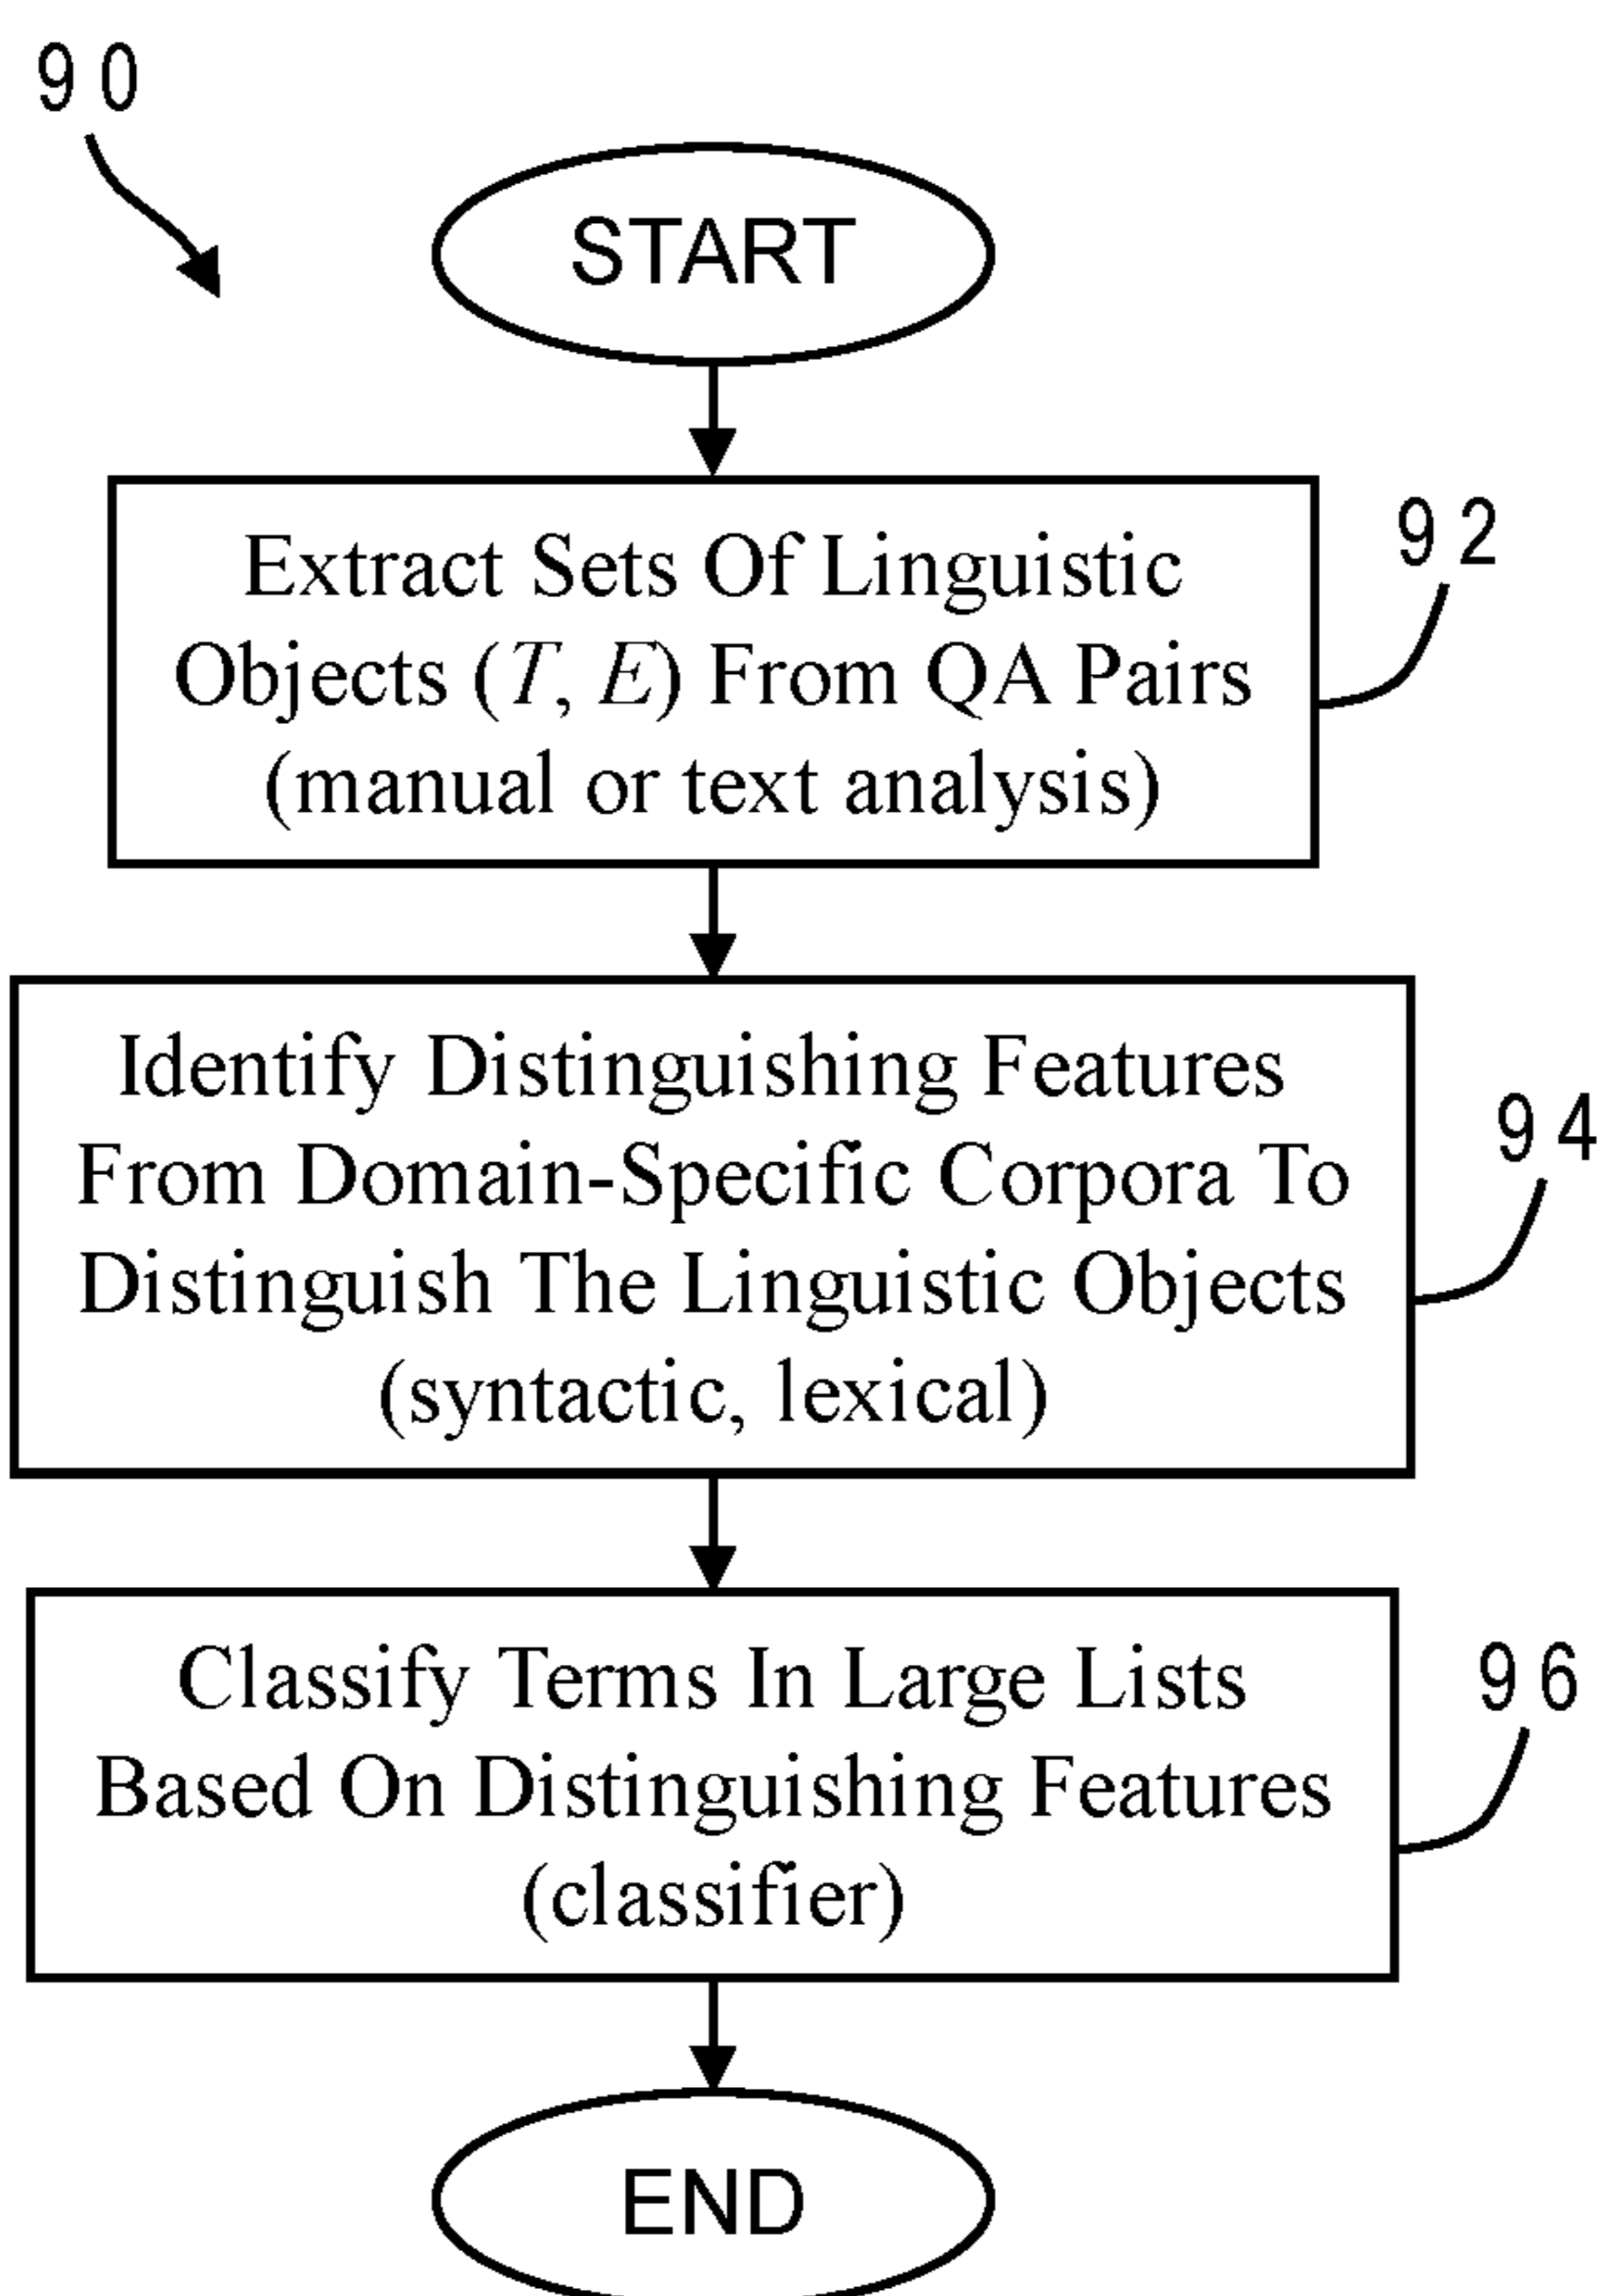 90
START
Extract Sets Of Linguistic
Objects (T, E) From QA Pairs
(manual or text analysis)
92
Identify Distinguishing Features
From Domain-Specific Corpora To
Distinguish The Linguistic Objects
(syntactic, lexical)
94
Classify Terms In Large Lists
Based On Distinguishing Features
(classifier)
96
END